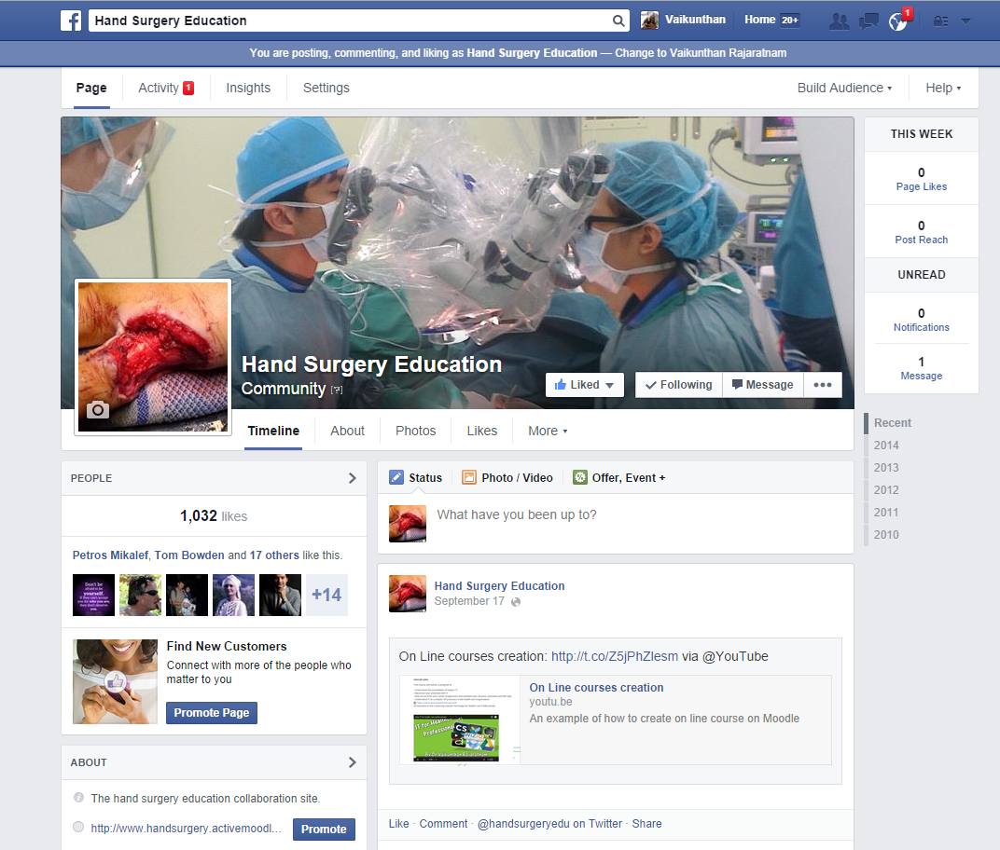 Hand Surgery Education
Vaikunthan
Home 20+
1
You are posting, commenting, and liking as Hand Surgery Education — Change to Vaikunthan Rajaratnam
Page
Activity 1
Insights
Settings
Build Audience
Help
Hand Surgery Education
Community [?]
Liked
Following
Message
Timeline
About
Photos
Likes
More
THIS WEEK
0
Page Likes
0
Post Reach
UNREAD
0
Notifications
1
Message
Recent
2014
2013
2012
2011
2010
PEOPLE
1,032 likes
Petros Mikalef, Tom Bowden and 17 others like this.
Don't be
afraid to be
yourself.
+14
Find New Customers
Connect with more of the people who
matter to you
Promote Page
ABOUT
The hand surgery education collaboration site.
http://www.handsurgery.activemoodl...
Promote
Status
Photo / Video
Offer, Event +
What have you been up to?
Hand Surgery Education
September 17
On Line courses creation: http://t.co/Z5jPhZlesm via @YouTube
On Line courses creation
youtu.be
An example of how to create on line course on Moodle
Like · Comment · @handsurgeryedu on Twitter · Share